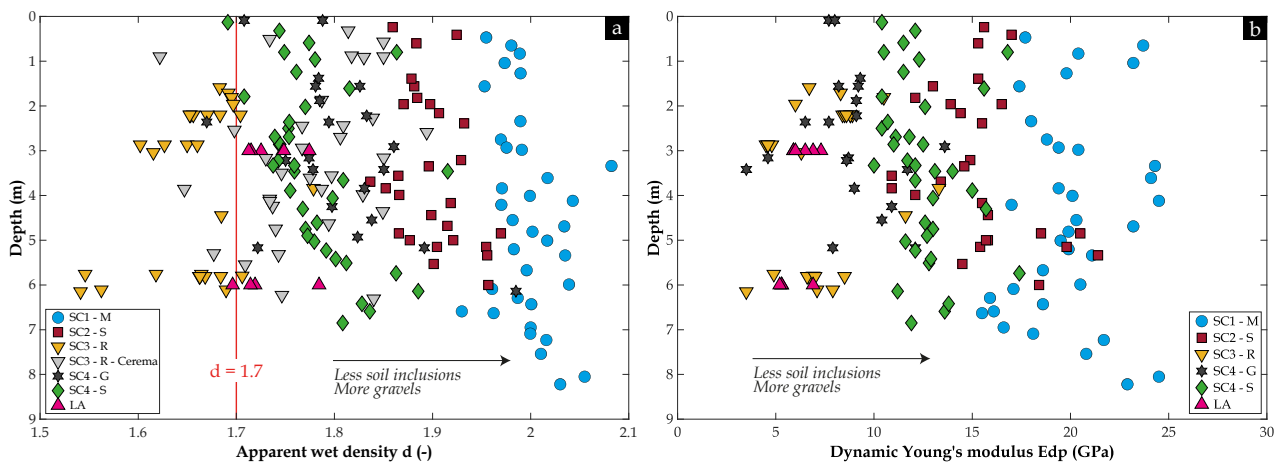 a
0
1
2
3
4
5
6
7
8
9
Depth (m)
SC1 - M
SC2 - S
SC3 - R
SC3 - R - Cerema
SC4 - G
SC4 - S
LA
d = 1.7
Less soil inclusions
More gravels
1.5
1.6
1.7
1.8
1.9
2
2.1
Apparent wet density d (-)
b
0
1
2
3
4
5
6
7
8
9
Depth (m)
Less soil inclusions
More gravels
SC1 - M
SC2 - S
SC3 - R
SC4 - G
SC4 - S
LA
0
5
10
15
20
25
30
Dynamic Young's modulus Edp (GPa)